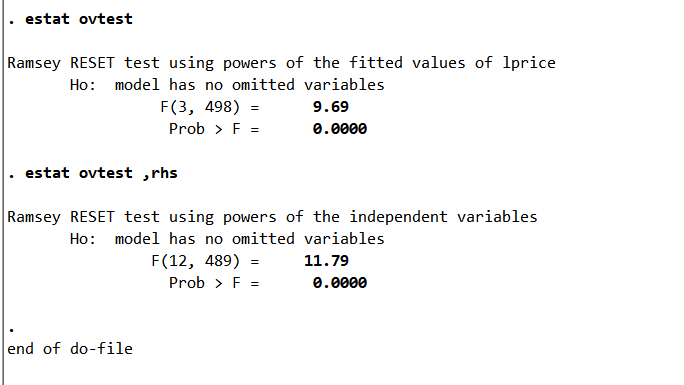 . estat ovtest
Ramsey RESET test using powers of the fitted values of lprice
Ho:  model has no omitted variables
F(3, 498) =      9.69
Prob > F =      0.0000
. estat ovtest ,rhs
Ramsey RESET test using powers of the independent variables
Ho:  model has no omitted variables
F(12, 489) =     11.79
Prob > F =      0.0000
.
end of do-file